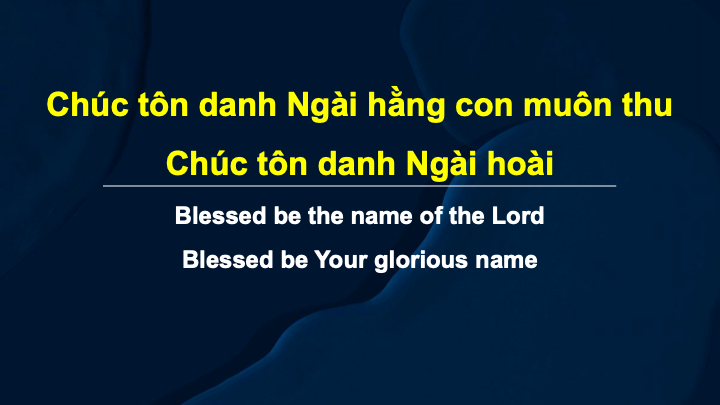 Chúc tôn danh Ngài hằng con muôn thu
Chúc tôn danh Ngài hoài
Blessed be the name of the Lord
Blessed be Your glorious name